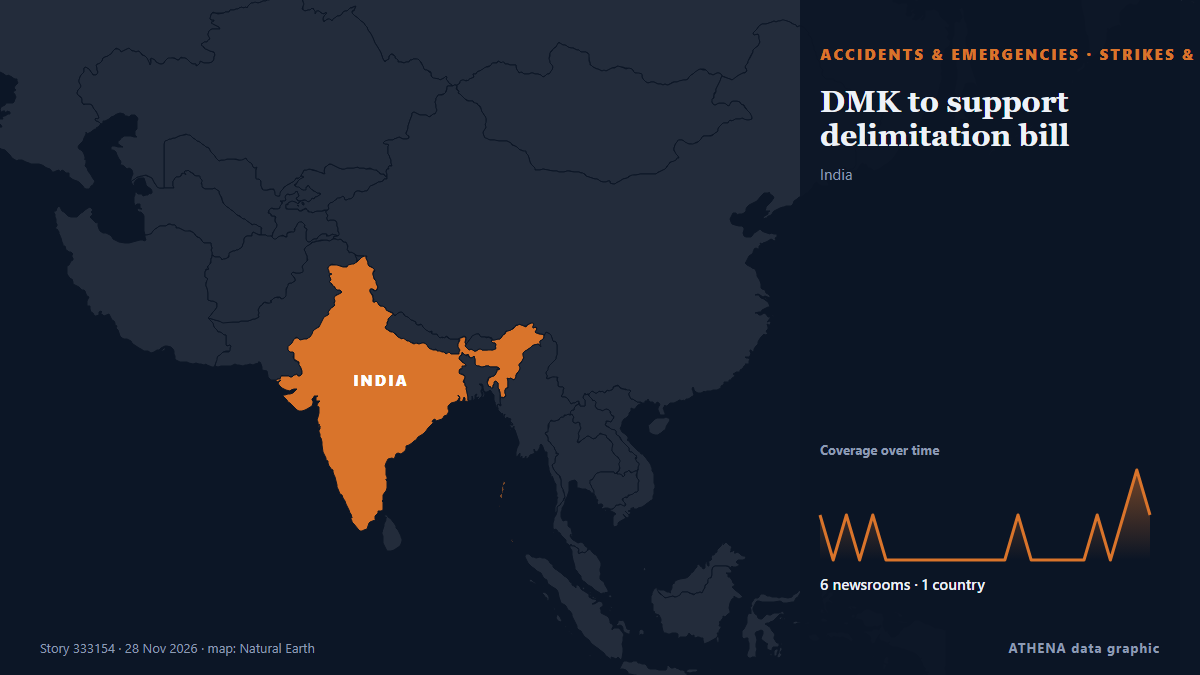 ACCIDENTS & EMERGENCIES · STRIKES &
DMK to support
delimitation bill
India
INDIA
Coverage over time
6 newsrooms · 1 country
Story 333154 · 28 Nov 2026 · map: Natural Earth
ATHENA data graphic